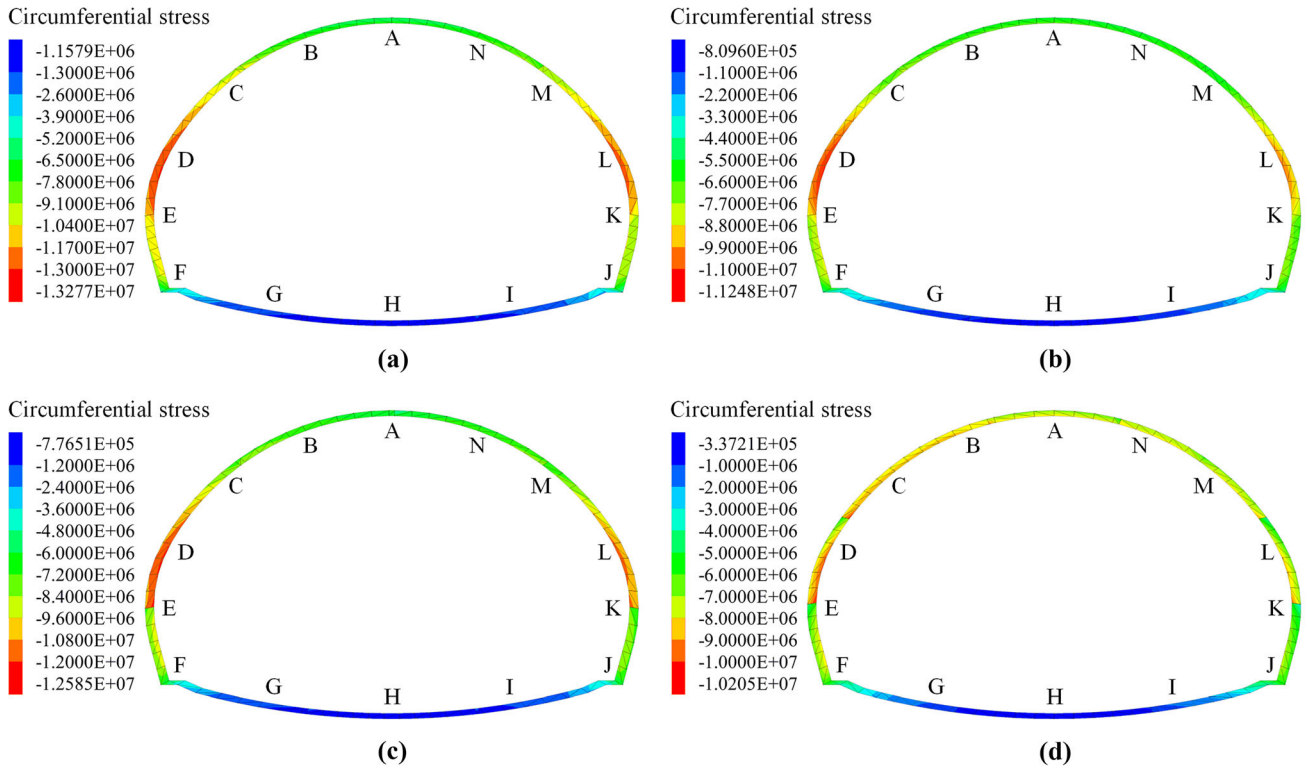 Circumferential stress
-1.1579E+06
-1.3000E+06
-2.6000E+06
-3.9000E+06
-5.2000E+06
-6.5000E+06
-7.8000E+06
-9.1000E+06
-1.0400E+07
-1.1700E+07
-1.3000E+07
-1.3277E+07
A
B
N
C
M
D
L
E
K
F
J
G
H
I
(a)
Circumferential stress
-8.0960E+05
-1.1000E+06
-2.2000E+06
-3.4000E+06
-5.5000E+06
-6.6000E+06
-7.7000E+06
-8.8000E+06
-9.9000E+06
-1.1000E+07
-1.1248E+07
A
B
N
C
M
D
L
E
K
F
J
G
H
I
(b)
Circumferential stress
-7.7651E+05
-1.2000E+06
-2.4000E+06
-3.6000E+06
-4.8000E+06
-6.0000E+06
-7.2000E+06
-8.4000E+06
-9.6000E+06
-1.0800E+07
-1.2000E+07
-1.2585E+07
A
B
N
C
M
D
L
E
K
F
J
G
H
I
(c)
Circumferential stress
-3.3721E+05
-1.0000E+06
-2.0000E+06
-3.0000E+06
-5.0000E+06
-6.0000E+06
-7.0000E+06
-8.0000E+06
-9.0000E+06
-1.0000E+07
-1.0205E+07
A
B
N
C
M
D
L
E
K
F
J
G
H
I
(d)